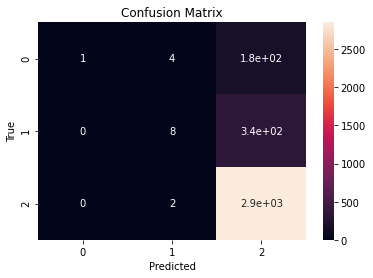 Confusion Matrix
0 1 4 1.8e+02
1 0 8 3.4e+02
2 0 2 2.9e+03
0 1 2
True
Predicted
2500
2000
1500
1000
500
0